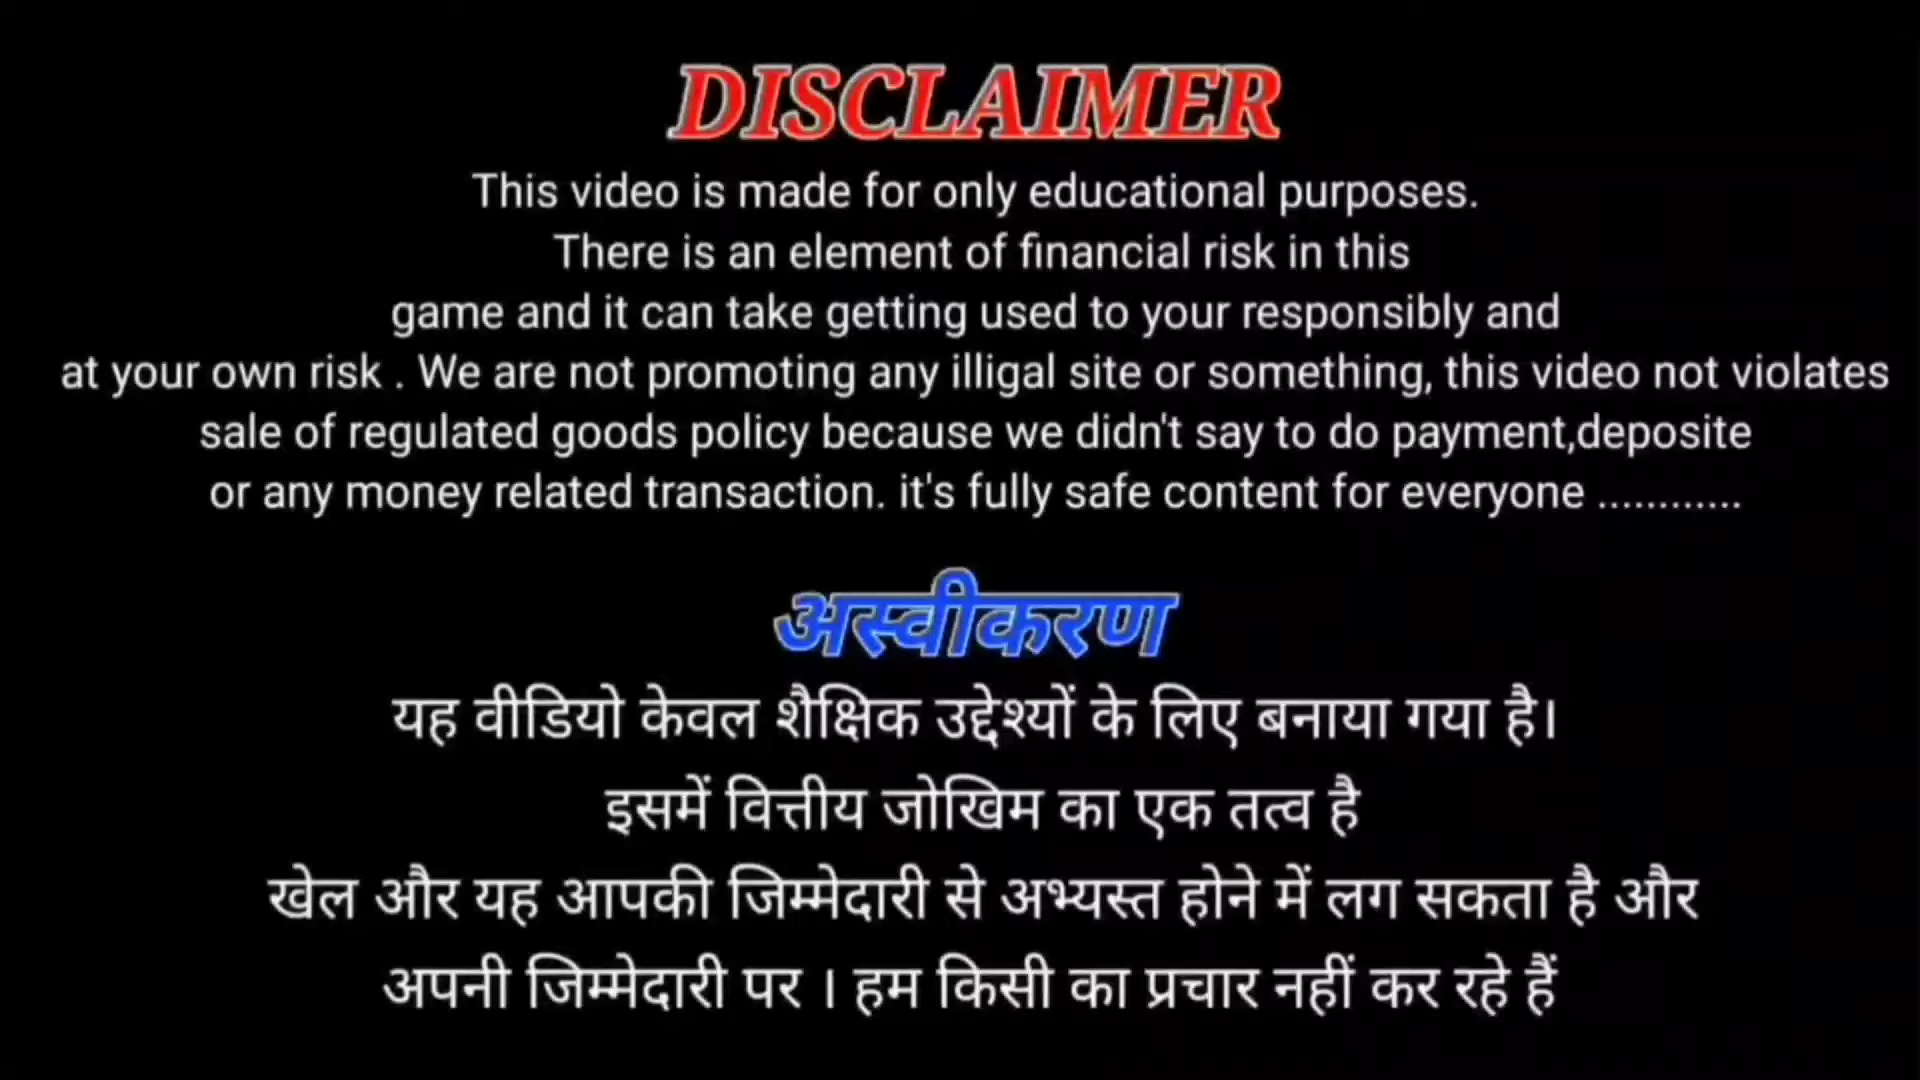 DISCLAIMER
This video is made for only educational purposes.
There is an element of financial risk in this
game and it can take getting used to your responsibly and
at your own risk . We are not promoting any illigal site or something, this video not violates
sale of regulated goods policy because we didn't say to do payment,deposite
or any money related transaction. it's fully safe content for everyone ............
अस्वीकरण
यह वीडियो केवल शैक्षिक उद्देश्यों के लिए बनाया गया है।
इसमें वित्तीय जोखिम का एक तत्व है
खेल और यह आपकी जिम्मेदारी से अभ्यस्त होने में लग सकता है और
अपनी जिम्मेदारी पर । हम किसी का प्रचार नहीं कर रहे हैं